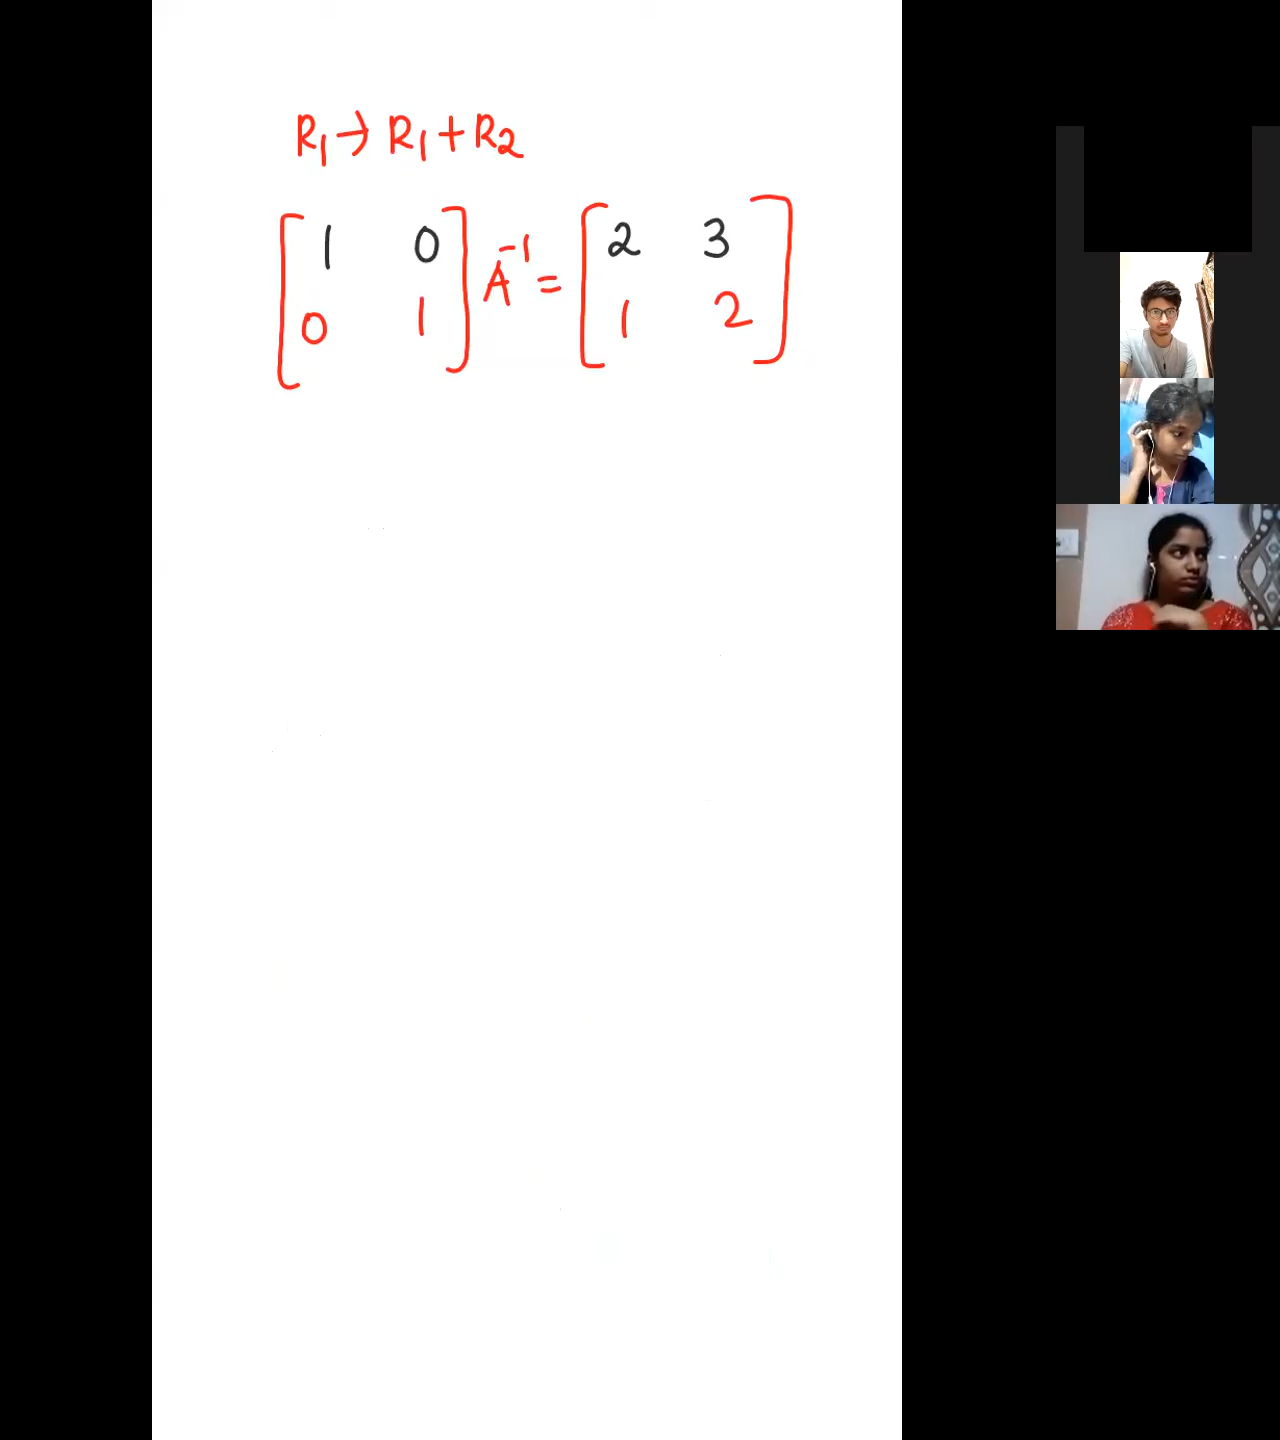 R₁→R₁+R₂
[1 0
0 1] A⁻¹ = [2 3
1 2]